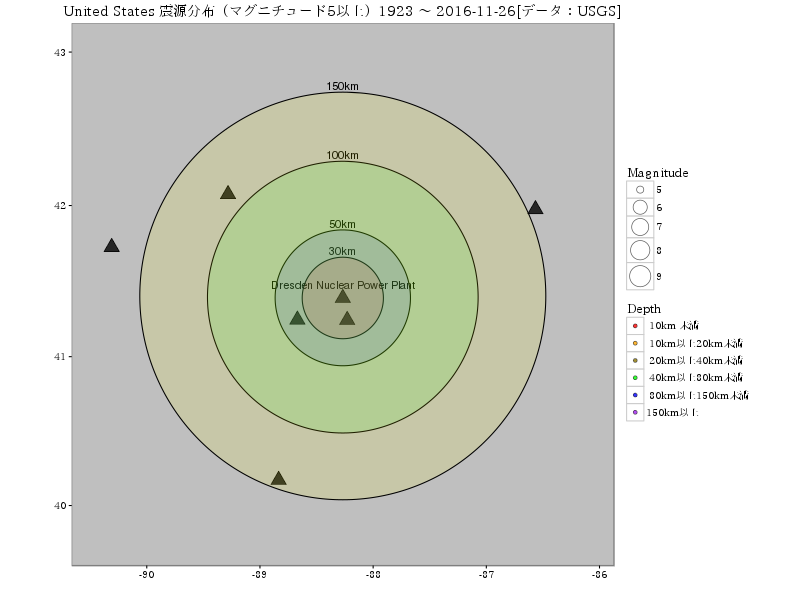 United States 震源分布（マグニチュード5以上）1923 ～ 2016-11-26[データ：USGS]
43
42
41
40
-90
-89
-88
-87
-86
150km
100km
50km
30km
Dresden Nuclear Power Plant
Magnitude
5
6
7
8
9
Depth
10km 未満
10km以上20km未満
20km以上40km未満
40km以上80km未満
80km以上150km未満
150km以上